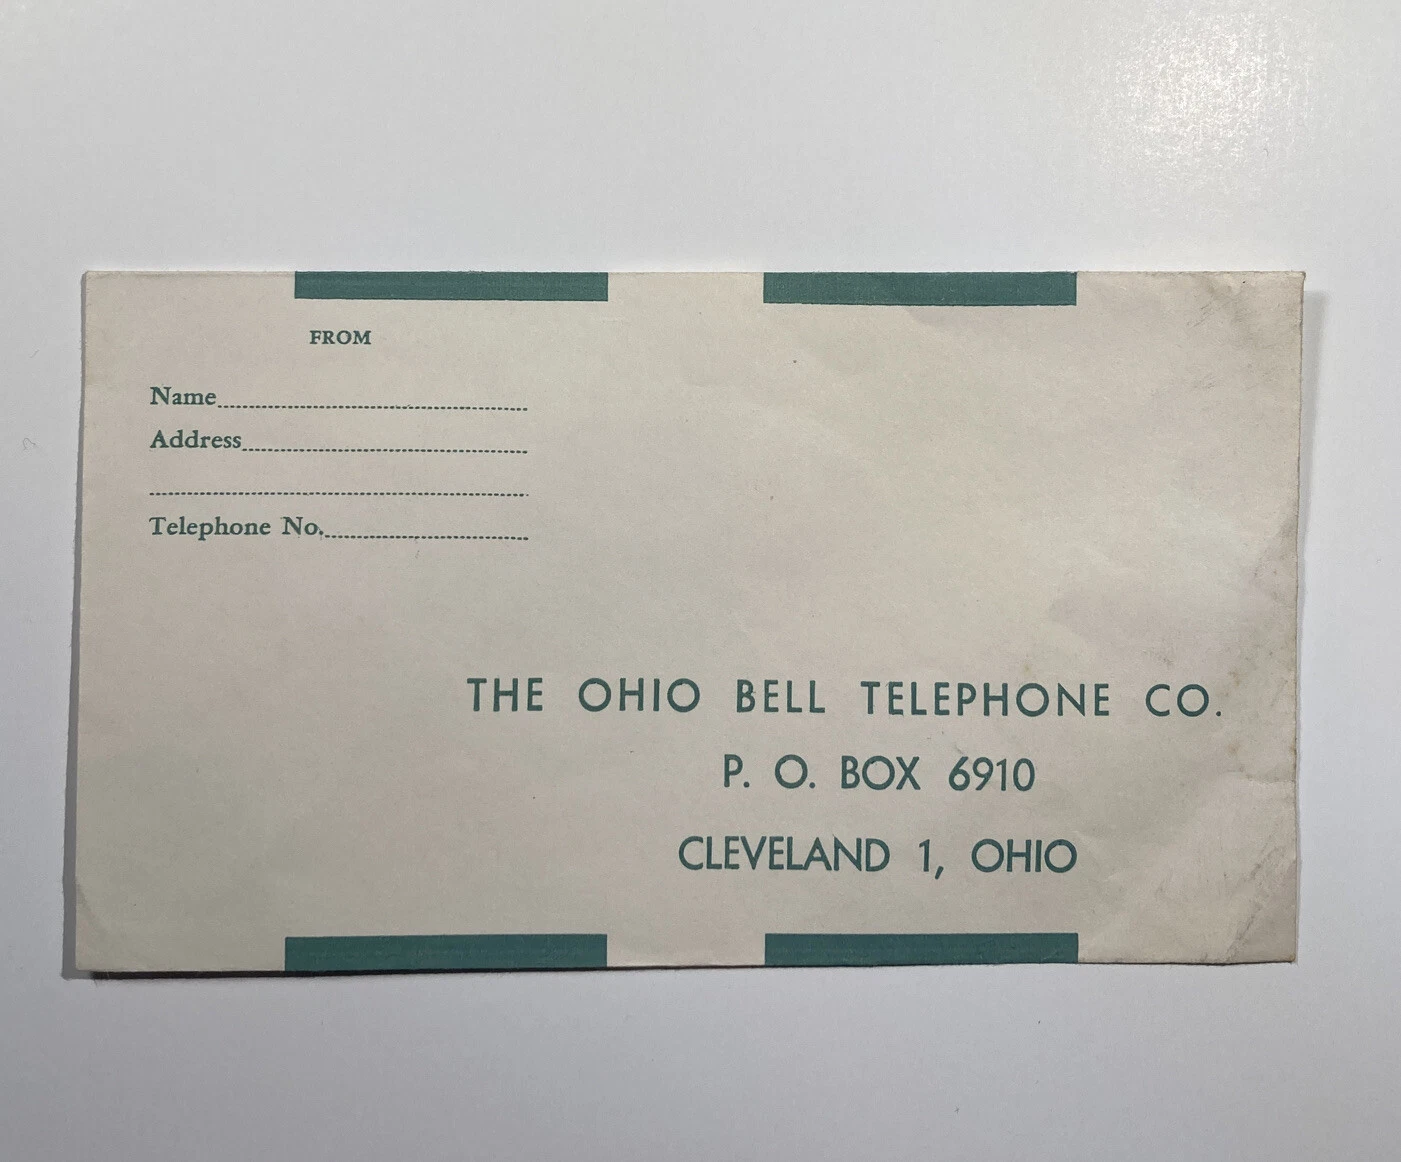 FROM
Name
Address
Telephone No.
THE OHIO BELL TELEPHONE CO.
P. O. BOX 6910
CLEVELAND 1, OHIO